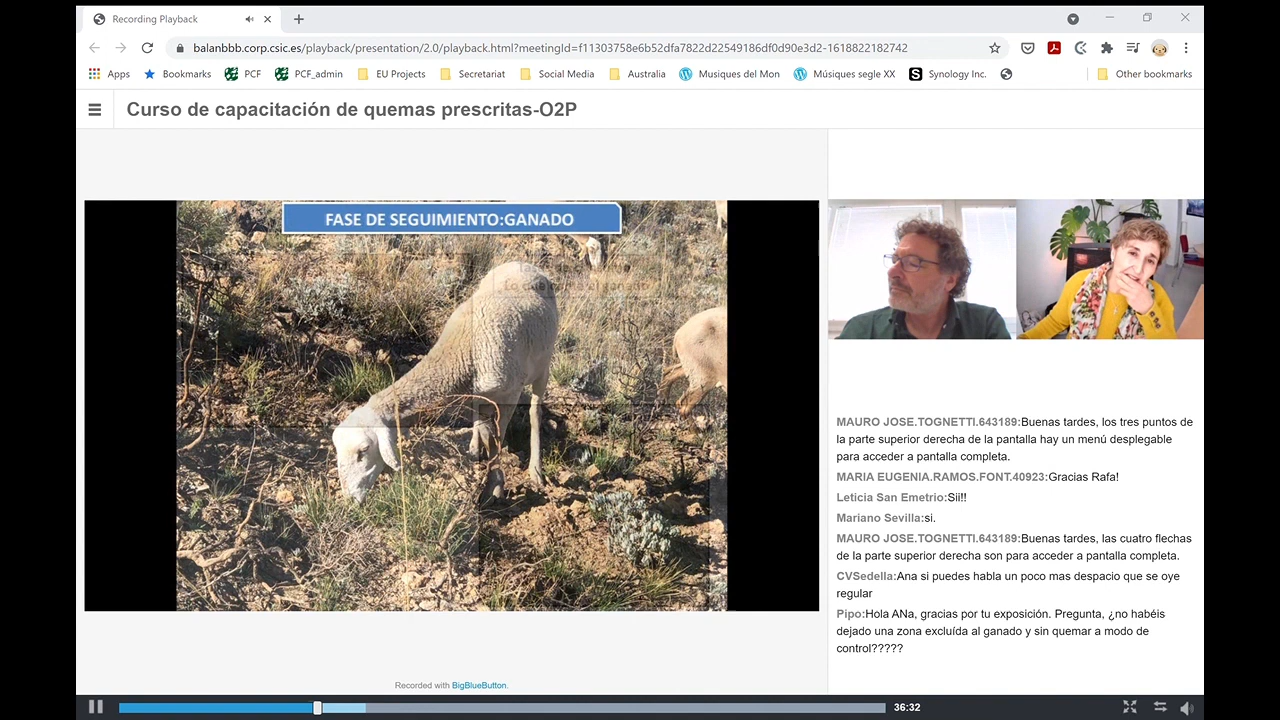 Recording Playback
balanbbb.corp.csic.es/playback/presentation/2.0/playback.html?meetingId=f11303758e6b52dfa7822d22549186df0d90e3d2-1618822182742
Apps Bookmarks PCF PCF_admin EU Projects Secretariat Social Media Australia Musiques del Mon Músiques segle XX Synology Inc. Other bookmarks
Curso de capacitación de quemas prescritas-O2P
FASE DE SEGUIMIENTO:GANADO
MAURO JOSE.TOGNETTI.643189:Buenas tardes, los tres puntos de
la parte superior derecha de la pantalla hay un menú desplegable
para acceder a pantalla completa.
MARIA EUGENIA.RAMOS.FONT.40923:Gracias Rafa!
Leticia San Emetrio:Sii!!
Mariano Sevilla:si.
MAURO JOSE.TOGNETTI.643189:Buenas tardes, las cuatro flechas
de la parte superior derecha son para acceder a pantalla completa.
CVSedella:Ana si puedes habla un poco mas despacio que se oye
regular
Pipo:Hola ANa, gracias por tu exposición. Pregunta, ¿no habéis
dejado una zona excluída al ganado y sin quemar a modo de
control?????
Recorded with BigBlueButton.
36:32